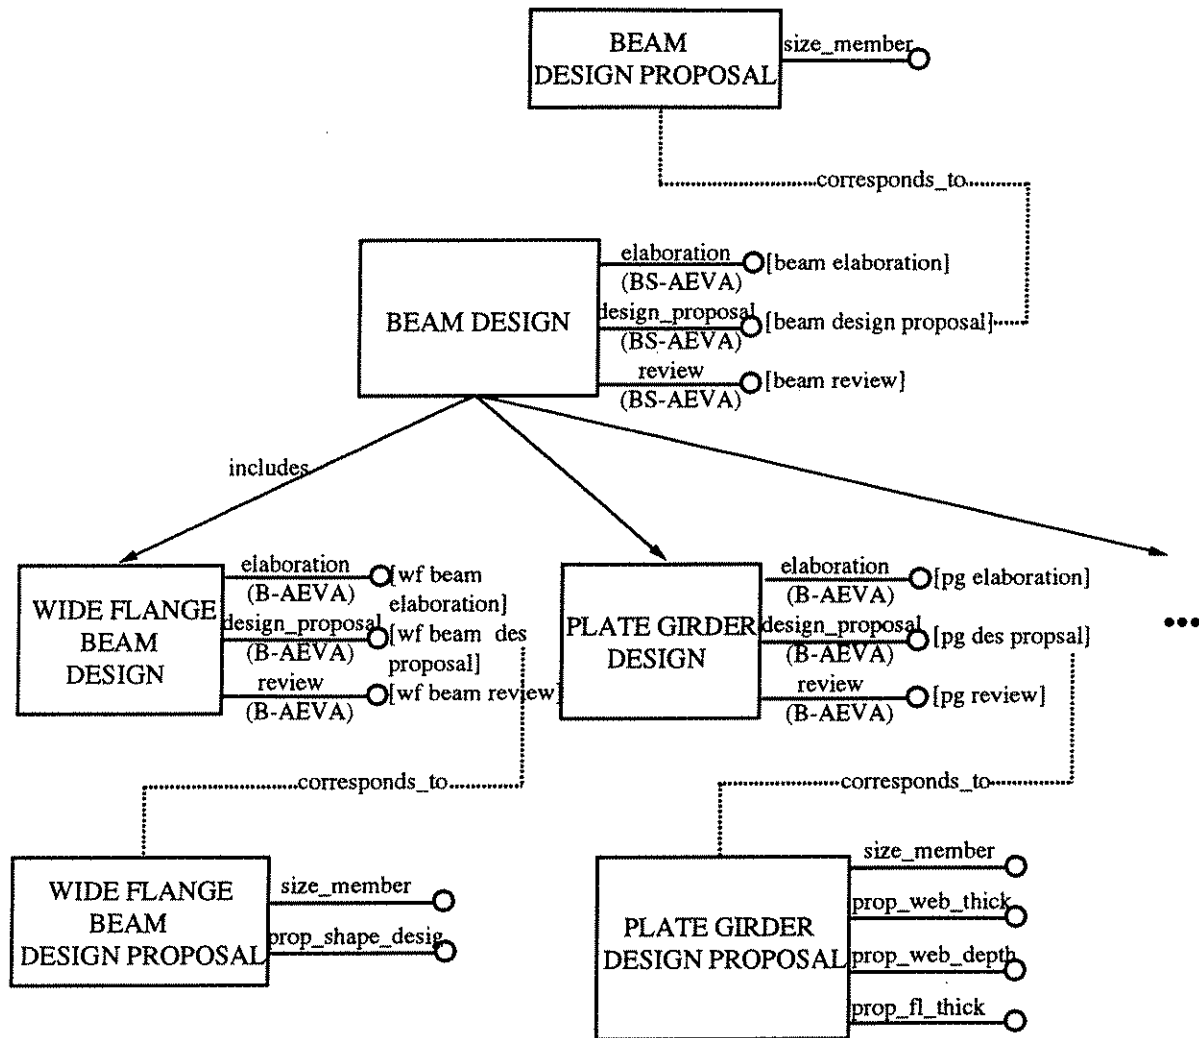 BEAM
DESIGN PROPOSAL
size_member
corresponds_to
BEAM DESIGN
elaboration
(BS-AEVA)
[beam elaboration]
design_proposal
(BS-AEVA)
[beam design proposal]
review
(BS-AEVA)
[beam review]
includes
WIDE FLANGE
BEAM
DESIGN
elaboration
(B-AEVA)
[wf beam
elaboration]
design_proposal
(B-AEVA)
[wf beam des
proposal]
review
(B-AEVA)
[wf beam review]
PLATE GIRDER
DESIGN
elaboration
(B-AEVA)
[pg elaboration]
design_proposal
(B-AEVA)
[pg des propsal]
review
(B-AEVA)
[pg review]
•••
corresponds_to
corresponds_to
WIDE FLANGE
BEAM
DESIGN PROPOSAL
size_member
prop_shape_desig
PLATE GIRDER
DESIGN PROPOSAL
size_member
prop_web_thick
prop_web_depth
prop_fl_thick